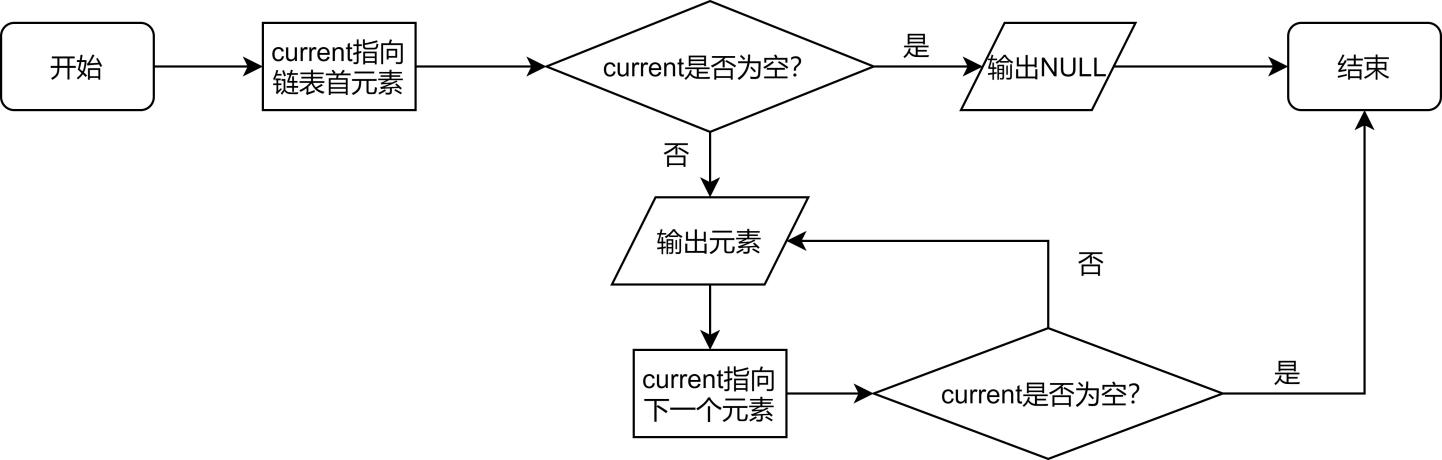 开始
current指向
链表首元素
current是否为空?
是
输出NULL
结束
否
输出元素
否
current指向
下一个元素
current是否为空?
是